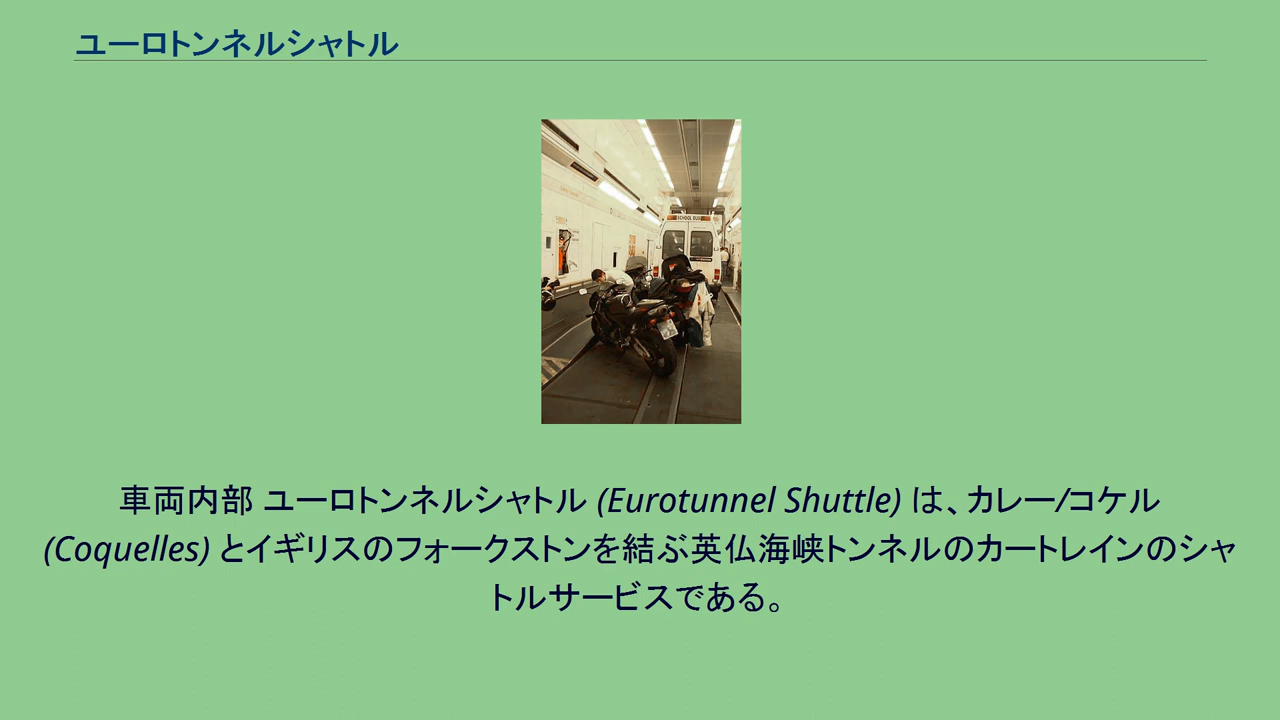 ユーロトンネルシャトル
SCHOOL BUS
車両内部 ユーロトンネルシャトル (Eurotunnel Shuttle) は、カレー/コケル
(Coquelles) とイギリスのフォークストンを結ぶ英仏海峡トンネルのカートレインのシャ
トルサービスである。